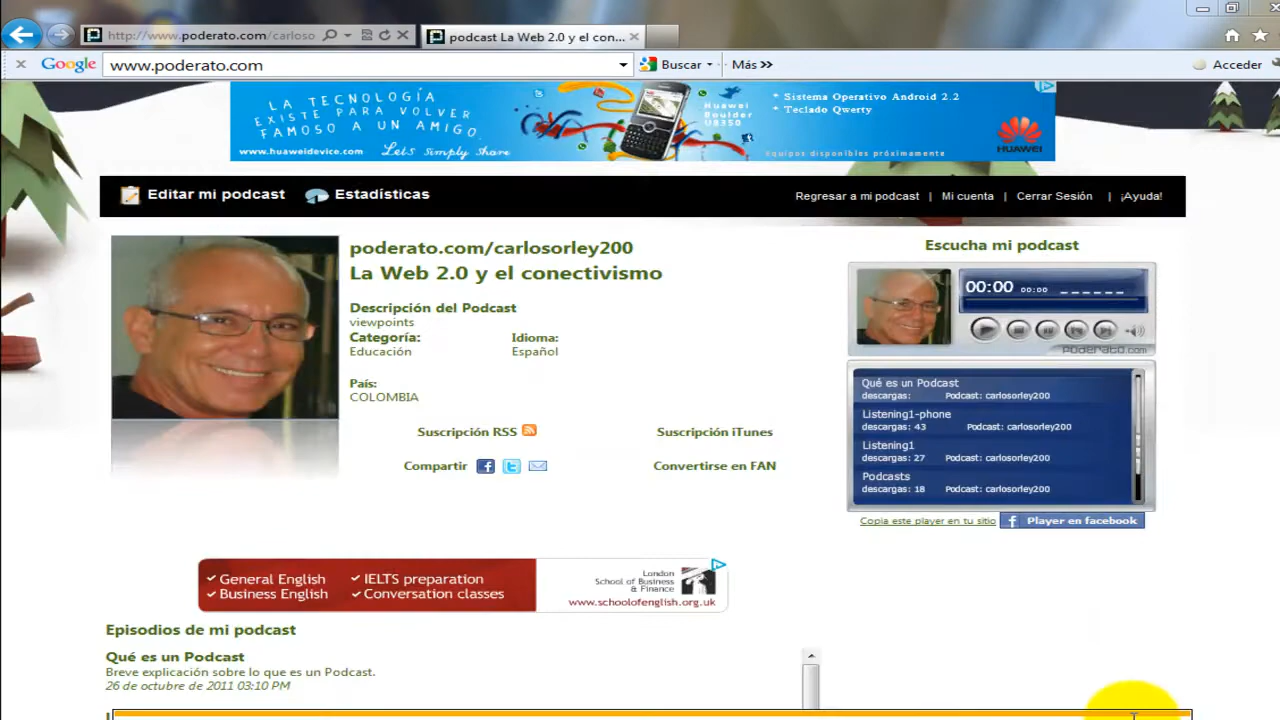 http://www.poderato.com/carloso
podcast La Web 2.0 y el con...
Google
www.poderato.com
Buscar
Más >>
Acceder
LA TECNOLOGÍA
EXISTE PARA VOLVER
FAMOSO A UN AMIGO.
www.huaweidevice.com
Let's simply share
Huawei
Boulder
U8350
* Sistema Operativo Android 2.2
* Teclado Qwerty
Equipos disponibles próximamente
HUAWEI
Editar mi podcast
Estadísticas
Regresar a mi podcast | Mi cuenta | Cerrar Sesión | ¡Ayuda!
poderato.com/carlosorley200
La Web 2.0 y el conectivismo
Descripción del Podcast
viewpoints
Categoría:
Educación
Idioma:
Español
País:
COLOMBIA
Suscripción RSS
Suscripción iTunes
Compartir
Convertirse en FAN
Escucha mi podcast
00:00 00:00 _ _ _ _ _ _
poderato.com
Qué es un Podcast
descargas: Podcast: carlosorley200
Listening1-phone
descargas: 43 Podcast: carlosorley200
Listening1
descargas: 27 Podcast: carlosorley200
Podcasts
descargas: 18 Podcast: carlosorley200
Copia este player en tu sitio
Player en facebook
General English
Business English
IELTS preparation
Conversation classes
London
School of Business
& Finance
www.schoolofenglish.org.uk
Episodios de mi podcast
Qué es un Podcast
Breve explicación sobre lo que es un Podcast.
26 de octubre de 2011 03:10 PM